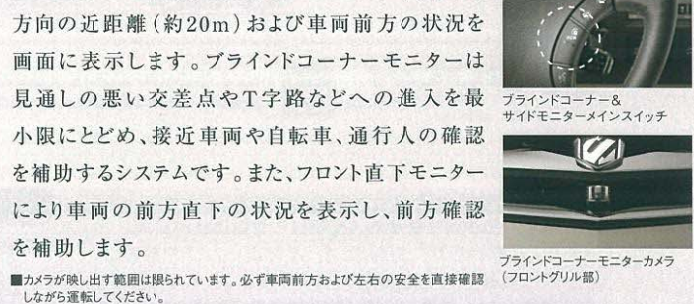 方向の近距離（約20m）および車両前方の状況を
画面に表示します。ブラインドコーナーモニターは
見通しの悪い交差点やT字路などへの進入を最
小限にとどめ、接近車両や自転車、通行人の確認
を補助するシステムです。また、フロント直下モニター
により車両の前方直下の状況を表示し、前方確認
を補助します。
■カメラが映し出す範囲は限られています。必ず車両前方および左右の安全を直接確認
しながら運転してください。
ブラインドコーナー＆
サイドモニターメインスイッチ
ブラインドコーナーモニターカメラ
（フロントグリル部）